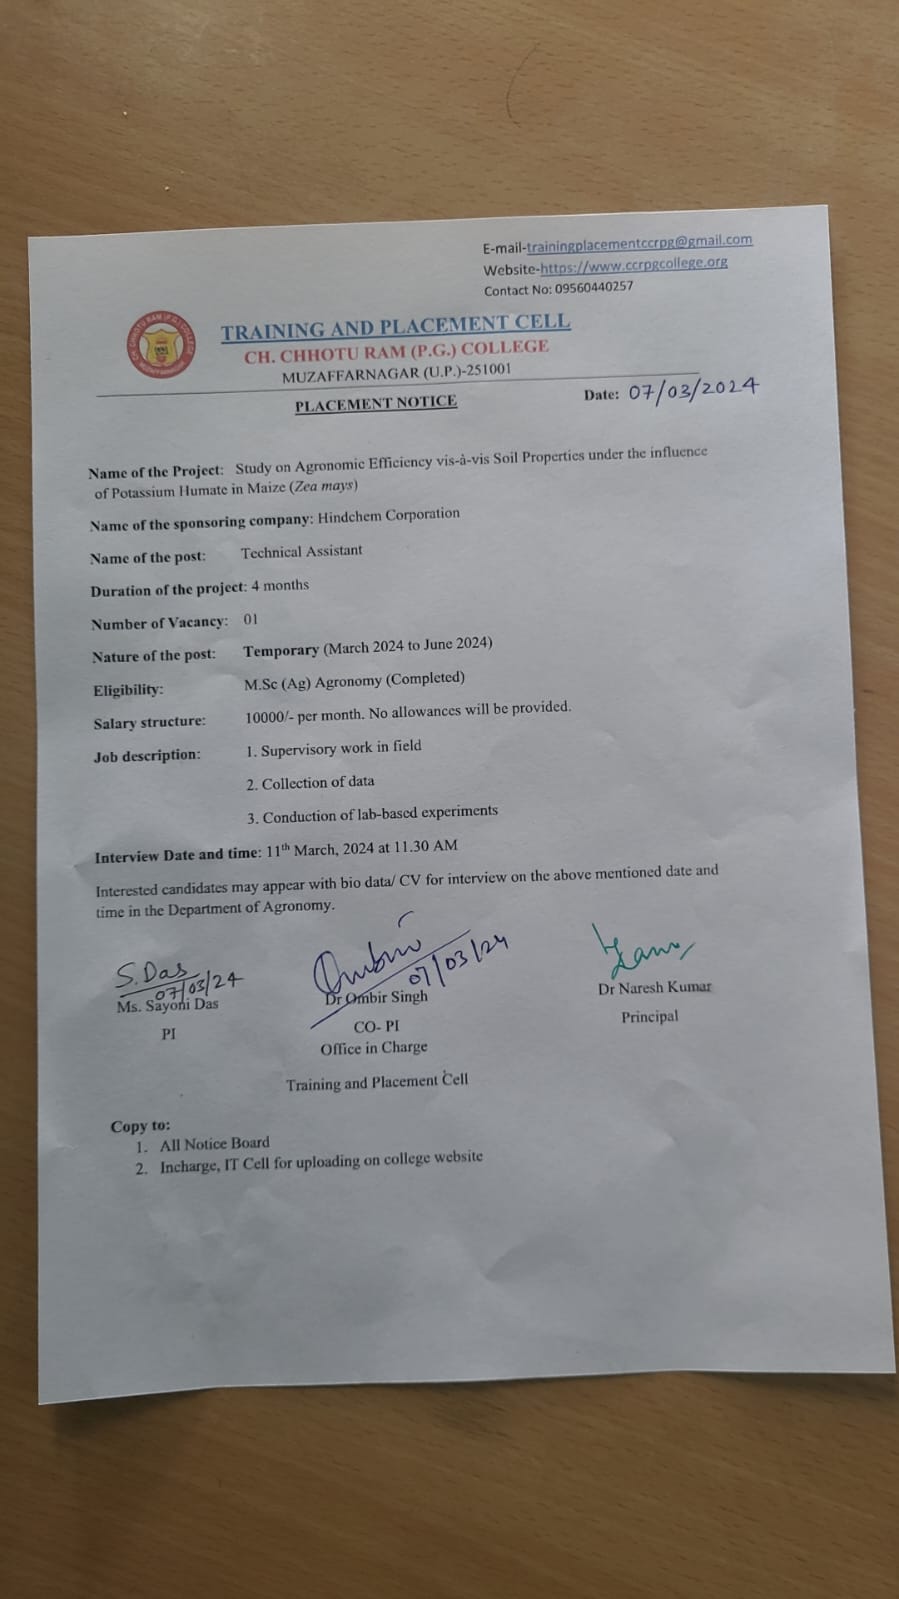 E-mail-trainingplacementccrpg@gmail.com
Website-https://www.ccrpgcollege.org
Contact No: 09560440257
CH. CHHOTU RAM (P.G.) COLLEGE
MUZAFFARNAGAR
TRAINING AND PLACEMENT CELL
CH. CHHOTU RAM (P.G.) COLLEGE
MUZAFFARNAGAR (U.P.)-251001
PLACEMENT NOTICE
Date: 07/03/2024
Name of the Project: Study on Agronomic Efficiency vis-à-vis Soil Properties under the influence
of Potassium Humate in Maize (Zea mays)
Name of the sponsoring company: Hindchem Corporation
Name of the post: Technical Assistant
Duration of the project: 4 months
Number of Vacancy: 01
Nature of the post: Temporary (March 2024 to June 2024)
Eligibility: M.Sc (Ag) Agronomy (Completed)
Salary structure: 10000/- per month. No allowances will be provided.
Job description: 1. Supervisory work in field
2. Collection of data
3. Conduction of lab-based experiments
Interview Date and time: 11th March, 2024 at 11.30 AM
Interested candidates may appear with bio data/ CV for interview on the above mentioned date and
time in the Department of Agronomy.
S.Das
07/03/24
Ms. Sayoni Das
PI
07/03/24
Dr Ombir Singh
CO- PI
Office in Charge
Training and Placement Cell
Dr Naresh Kumar
Principal
Copy to:
1. All Notice Board
2. Incharge, IT Cell for uploading on college website